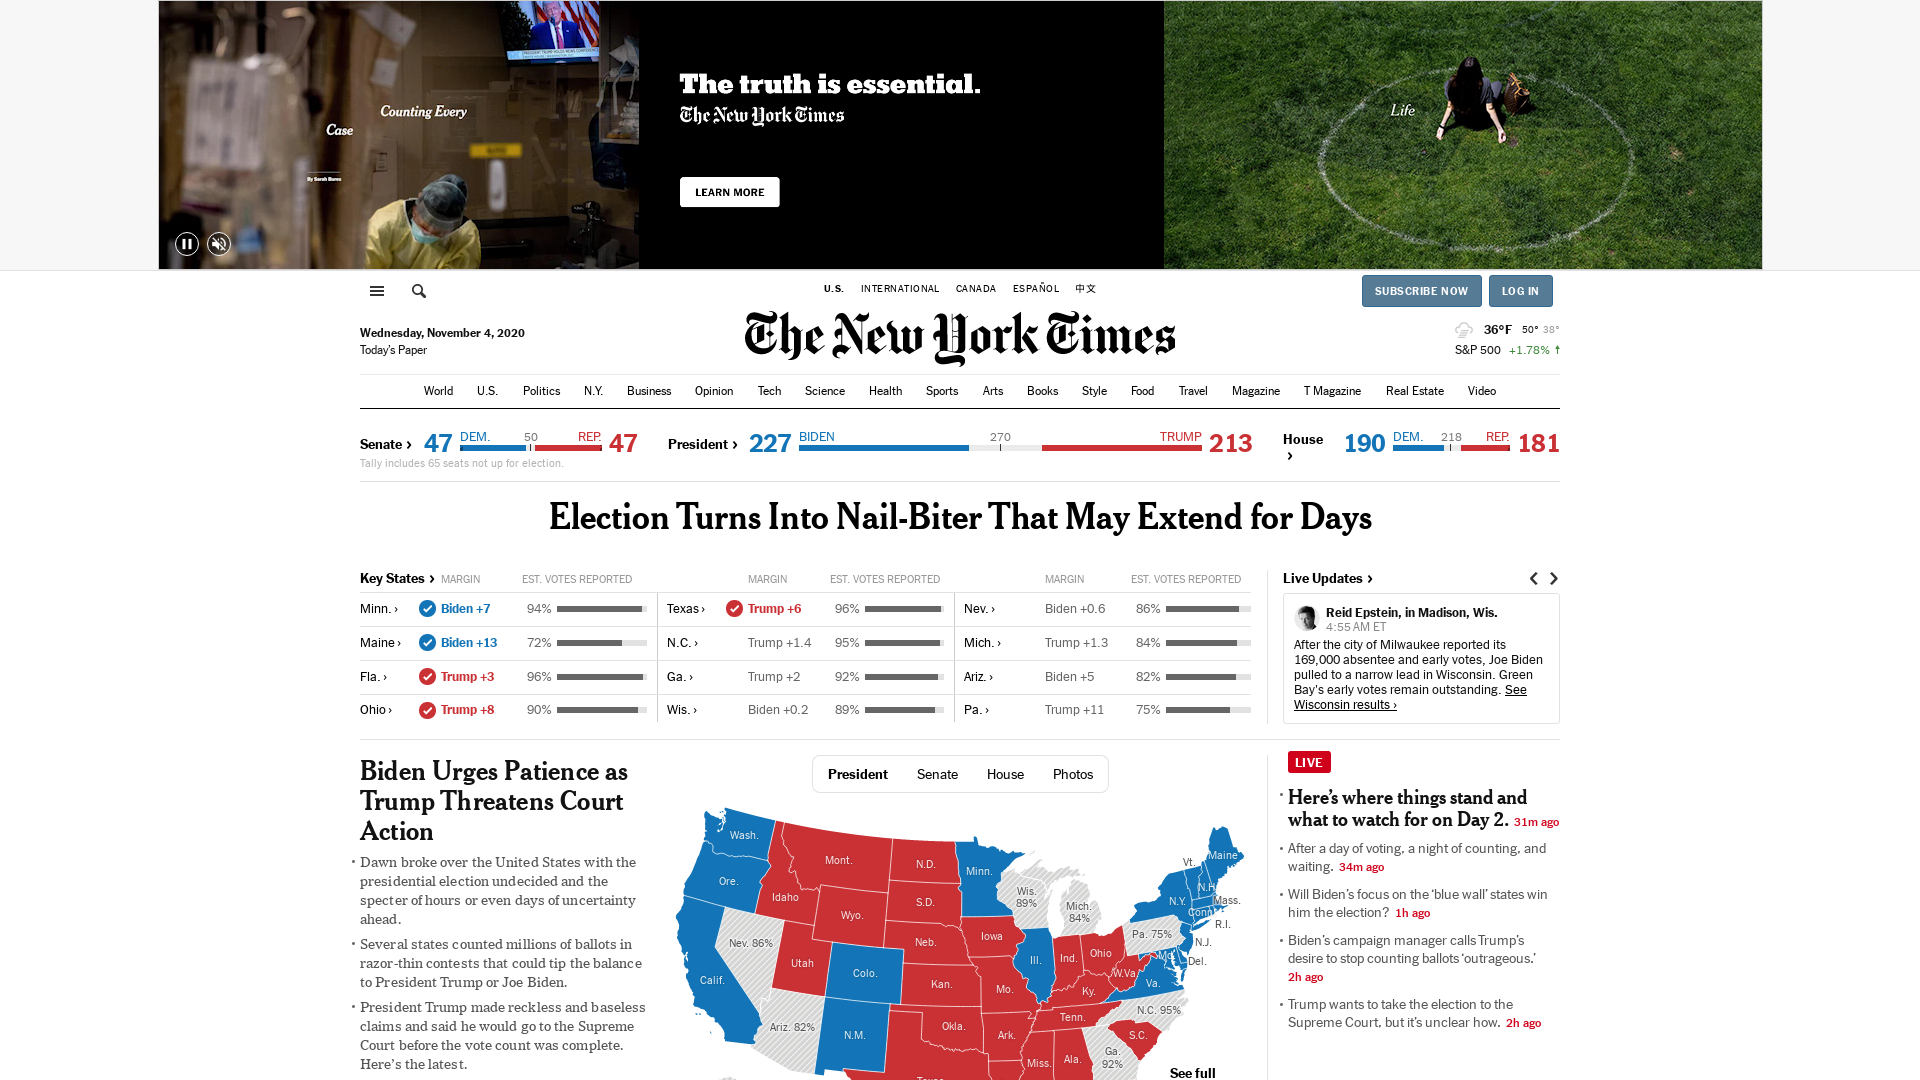 PRESIDENT TRUMP HOLDS NEWS CONFERENCE
Counting Every
Case
By Sarah Bures
The truth is essential.
The New York Times
LEARN MORE
Life
U.S. INTERNATIONAL CANADA ESPAÑOL 中文
SUBSCRIBE NOW LOG IN
Wednesday, November 4, 2020
Today's Paper
The New York Times
36°F 50° 38°
S&P 500 +1.78% ↑
World U.S. Politics N.Y. Business Opinion Tech Science Health Sports Arts Books Style Food Travel Magazine T Magazine Real Estate Video
Senate › 47 DEM. 50 REP. 47 President › 227 BIDEN 270 TRUMP 213 House › 190 DEM. 218 REP. 181
Tally includes 65 seats not up for election.
Election Turns Into Nail-Biter That May Extend for Days
Key States › MARGIN EST. VOTES REPORTED MARGIN EST. VOTES REPORTED MARGIN EST. VOTES REPORTED
Minn. › Biden +7 94% Texas › Trump +6 96% Nev. › Biden +0.6 86%
Maine › Biden +13 72% N.C. › Trump +1.4 95% Mich. › Trump +1.3 84%
Fla. › Trump +3 96% Ga. › Trump +2 92% Ariz. › Biden +5 82%
Ohio › Trump +8 90% Wis. › Biden +0.2 89% Pa. › Trump +11 75%
Live Updates ›
Reid Epstein, in Madison, Wis.
4:55 AM ET
After the city of Milwaukee reported its
169,000 absentee and early votes, Joe Biden
pulled to a narrow lead in Wisconsin. Green
Bay's early votes remain outstanding. See
Wisconsin results ›
Biden Urges Patience as
Trump Threatens Court
Action
• Dawn broke over the United States with the
presidential election undecided and the
specter of hours or even days of uncertainty
ahead.
• Several states counted millions of ballots in
razor-thin contests that could tip the balance
to President Trump or Joe Biden.
• President Trump made reckless and baseless
claims and said he would go to the Supreme
Court before the vote count was complete.
Here's the latest.
President Senate House Photos
Wash.
Mont.
N.D.
Minn.
Maine
Vt.
Ore.
Idaho
S.D.
Wis.
89%
Mich.
84%
N.H.
N.Y.
Mass.
Conn.
R.I.
Wyo.
Iowa
Neb.
Pa. 75%
N.J.
Nev. 86%
Utah
Colo.
Ill.
Ind.
Ohio
Md.
Del.
W.Va.
Calif.
Kan.
Mo.
Ky.
Va.
N.C. 95%
Tenn.
Ariz. 82%
N.M.
Okla.
Ark.
S.C.
Miss.
Ala.
Ga.
92%
Texas
See full
LIVE
• Here's where things stand and
what to watch for on Day 2. 31m ago
• After a day of voting, a night of counting, and
waiting. 34m ago
• Will Biden's focus on the ‘blue wall’ states win
him the election? 1h ago
• Biden's campaign manager calls Trump's
desire to stop counting ballots ‘outrageous.’
2h ago
• Trump wants to take the election to the
Supreme Court, but it's unclear how. 2h ago